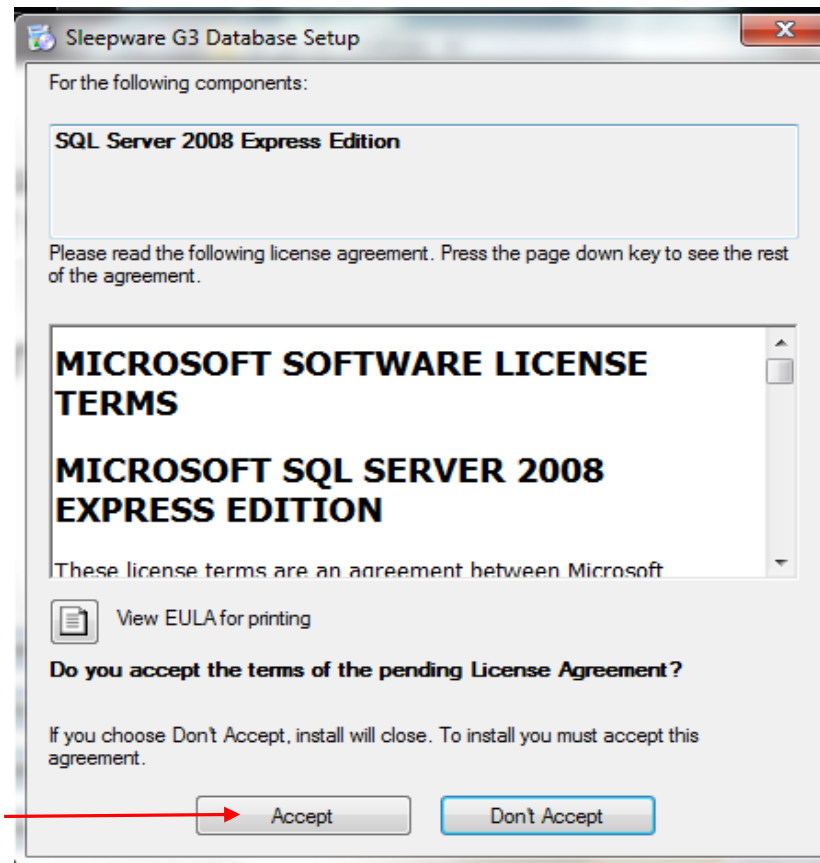 Sleepware G3 Database Setup
For the following components:
SQL Server 2008 Express Edition
Please read the following license agreement. Press the page down key to see the rest
of the agreement.
MICROSOFT SOFTWARE LICENSE
TERMS
MICROSOFT SQL SERVER 2008
EXPRESS EDITION
These license terms are an agreement between Microsoft
View EULA for printing
Do you accept the terms of the pending License Agreement?
If you choose Don't Accept, install will close. To install you must accept this
agreement.
Accept
Don't Accept